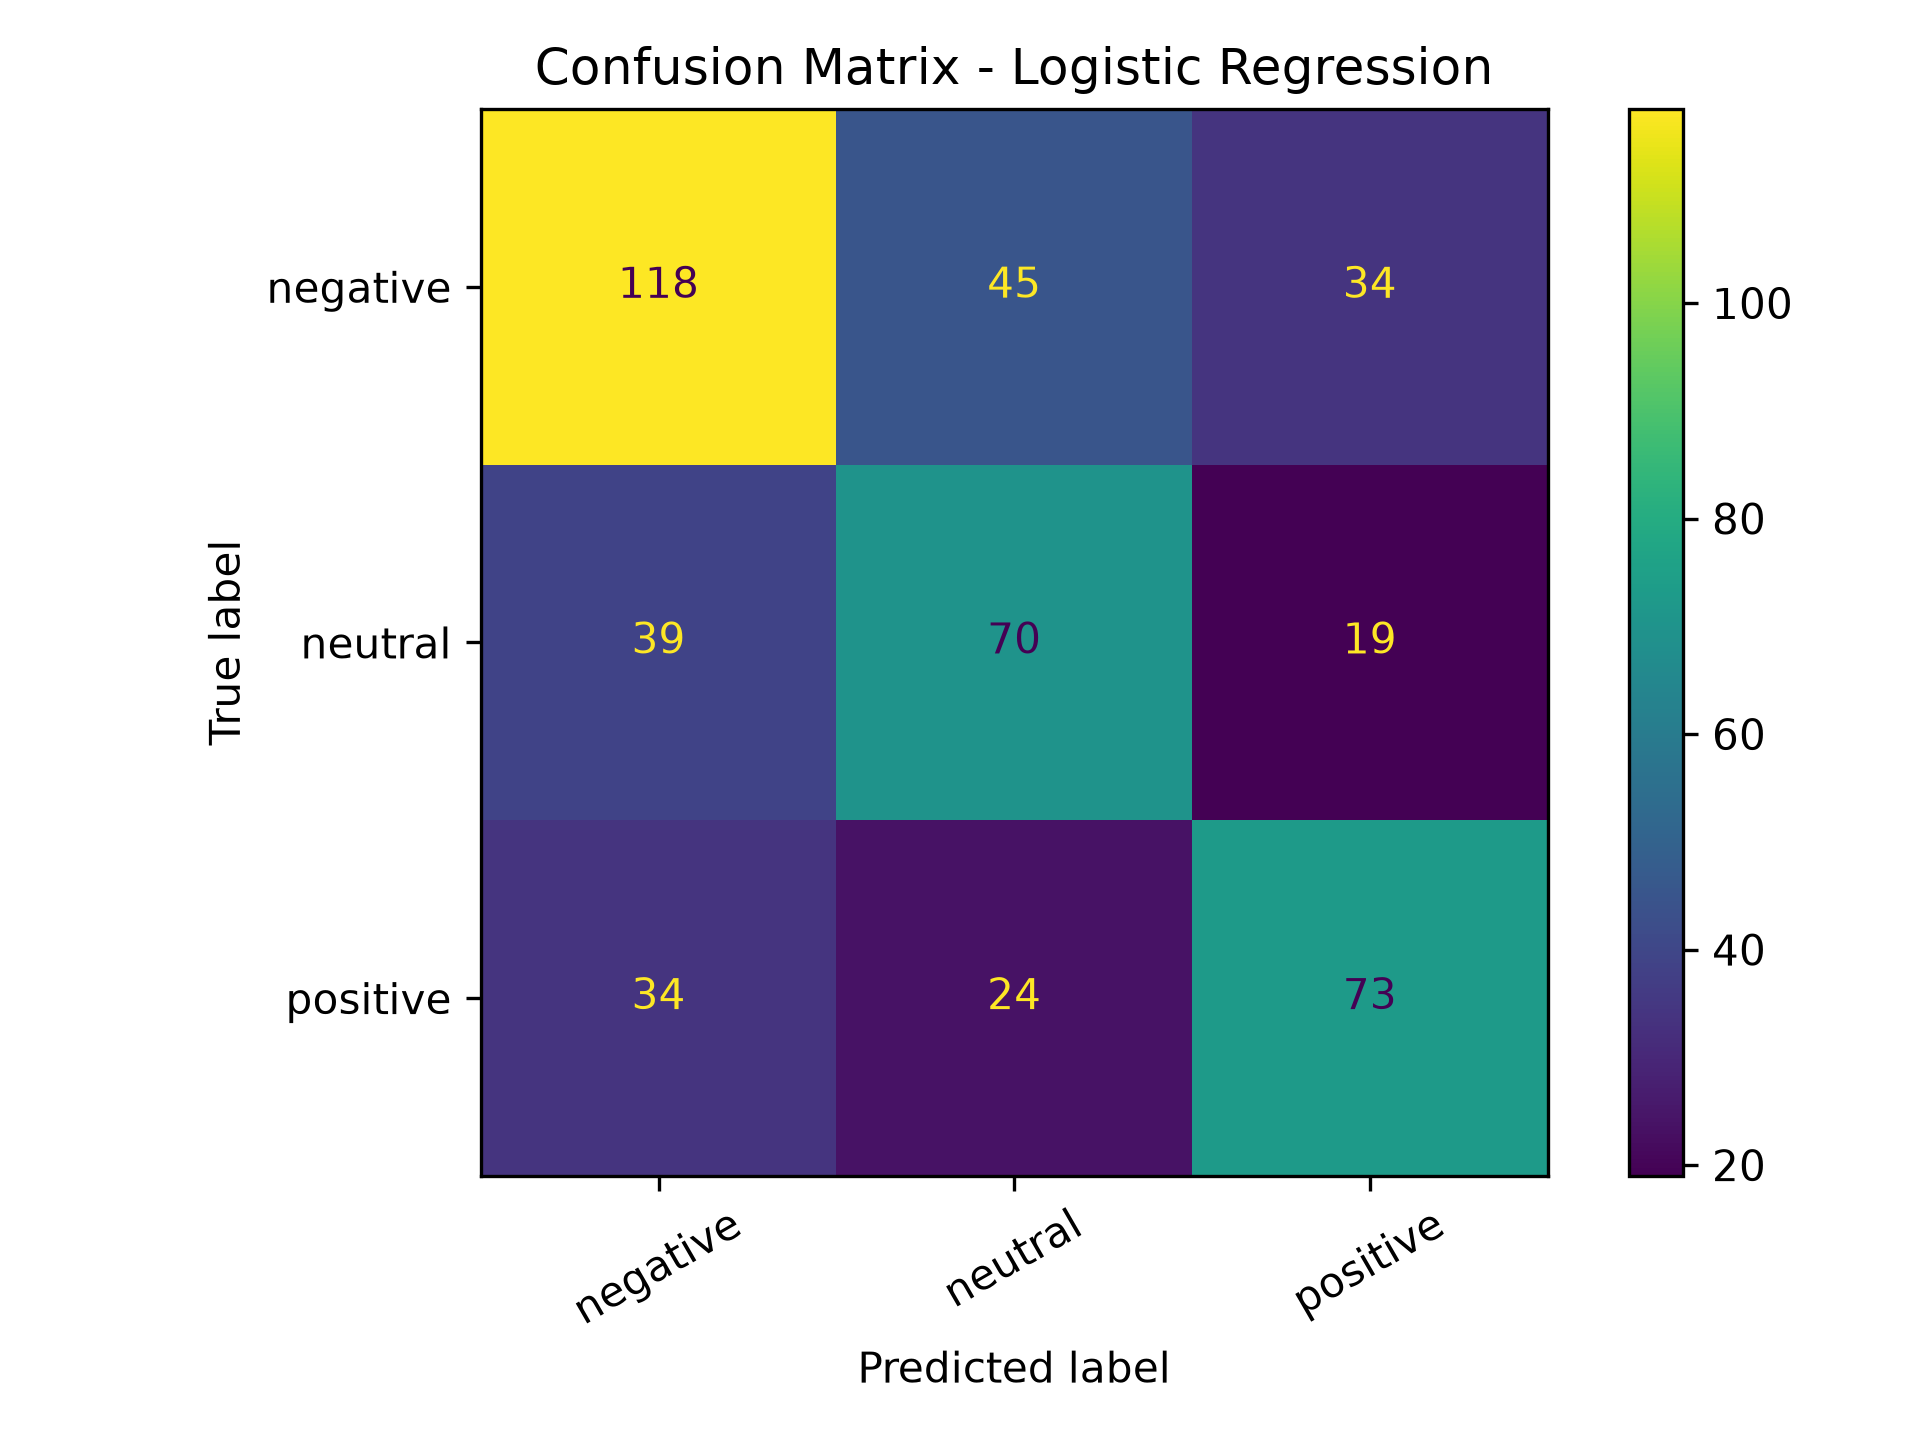 Confusion Matrix - Logistic Regression
negative 118 45 34 100
80
True label
neutral 39 70 19
60
40
positive 34 24 73
20
negative neutral positive
Predicted label